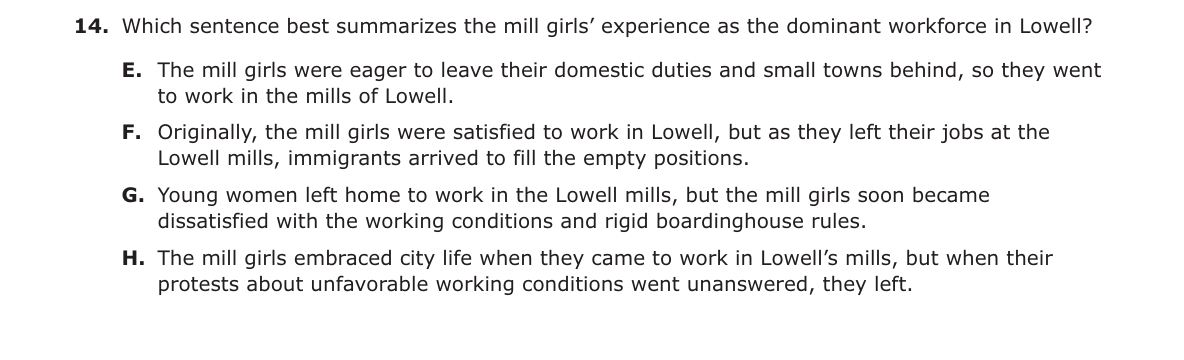 14. Which sentence best summarizes the mill girls’ experience as the dominant workforce in Lowell?
E. The mill girls were eager to leave their domestic duties and small towns behind, so they went
to work in the mills of Lowell.
F. Originally, the mill girls were satisfied to work in Lowell, but as they left their jobs at the
Lowell mills, immigrants arrived to fill the empty positions.
G. Young women left home to work in the Lowell mills, but the mill girls soon became
dissatisfied with the working conditions and rigid boardinghouse rules.
H. The mill girls embraced city life when they came to work in Lowell’s mills, but when their
protests about unfavorable working conditions went unanswered, they left.